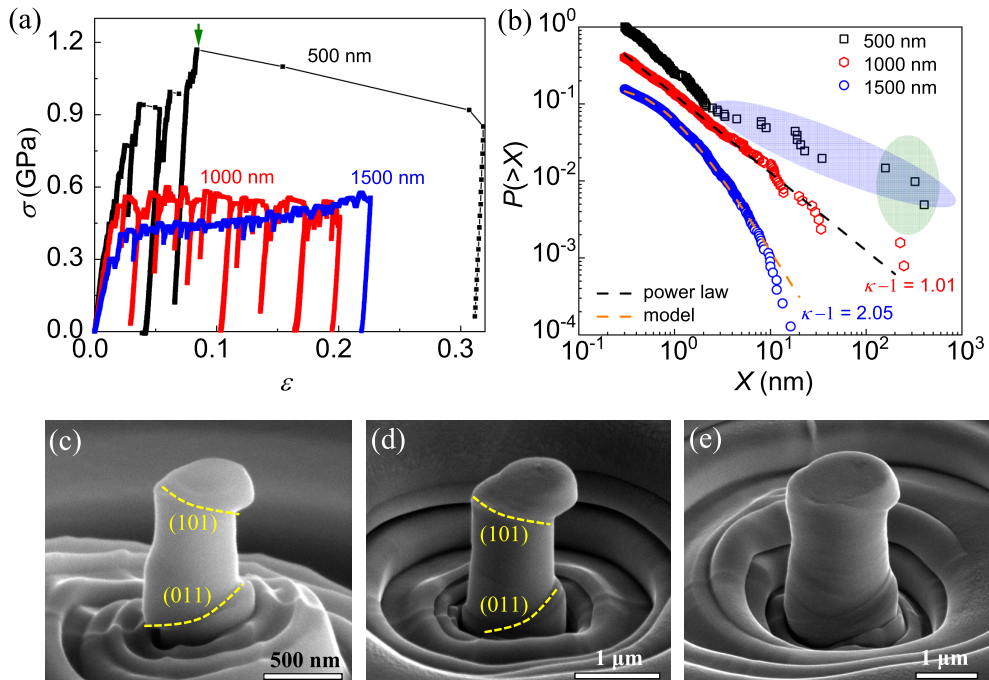 (a)
1.2
0.9
0.6
0.3
0.0
σ (GPa)
500 nm
1000 nm
1500 nm
0.0
0.1
0.2
0.3
ε
(b)
10⁰
10⁻¹
10⁻²
10⁻³
10⁻⁴
P(>X)
500 nm
1000 nm
1500 nm
power law
model
κ−1 = 1.01
κ−1 = 2.05
10⁻¹
10⁰
10¹
10²
10³
X (nm)
(c)
(101)
(011)
500 nm
(d)
(101)
(011)
1 μm
(e)
1 μm